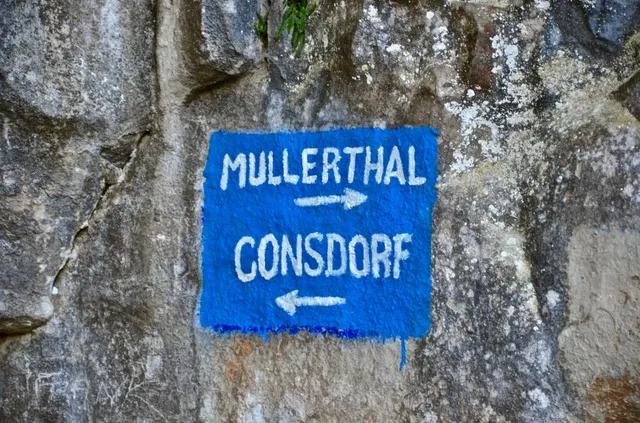 MULLERTHAL
→
CONSDORF
←